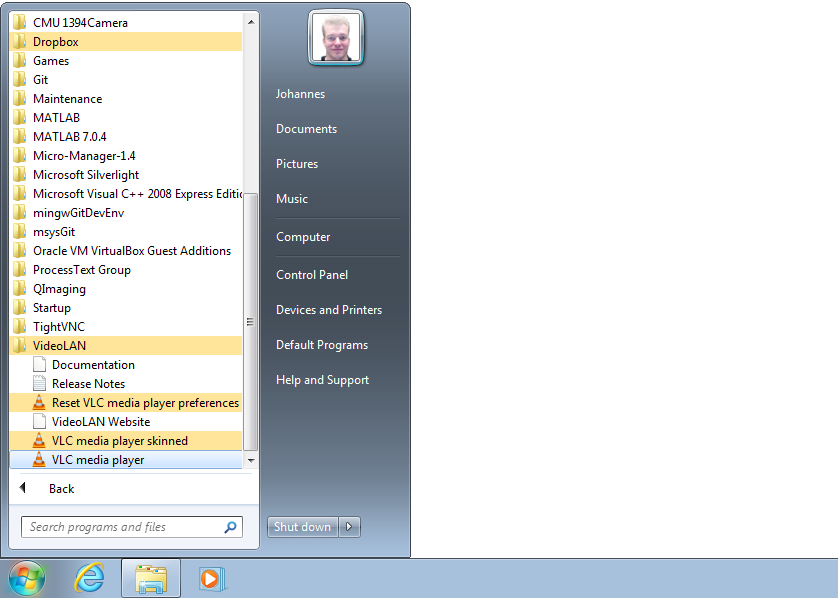 CMU 1394Camera
Dropbox
Games
Git
Maintenance
MATLAB
MATLAB 7.0.4
Micro-Manager-1.4
Microsoft Silverlight
Microsoft Visual C++ 2008 Express Editio
mingwGitDevEnv
msysGit
Oracle VM VirtualBox Guest Additions
ProcessText Group
QImaging
Startup
TightVNC
VideoLAN
Documentation
Release Notes
Reset VLC media player preferences
VideoLAN Website
VLC media player skinned
VLC media player
Back
Search programs and files
Johannes
Documents
Pictures
Music
Computer
Control Panel
Devices and Printers
Default Programs
Help and Support
Shut down